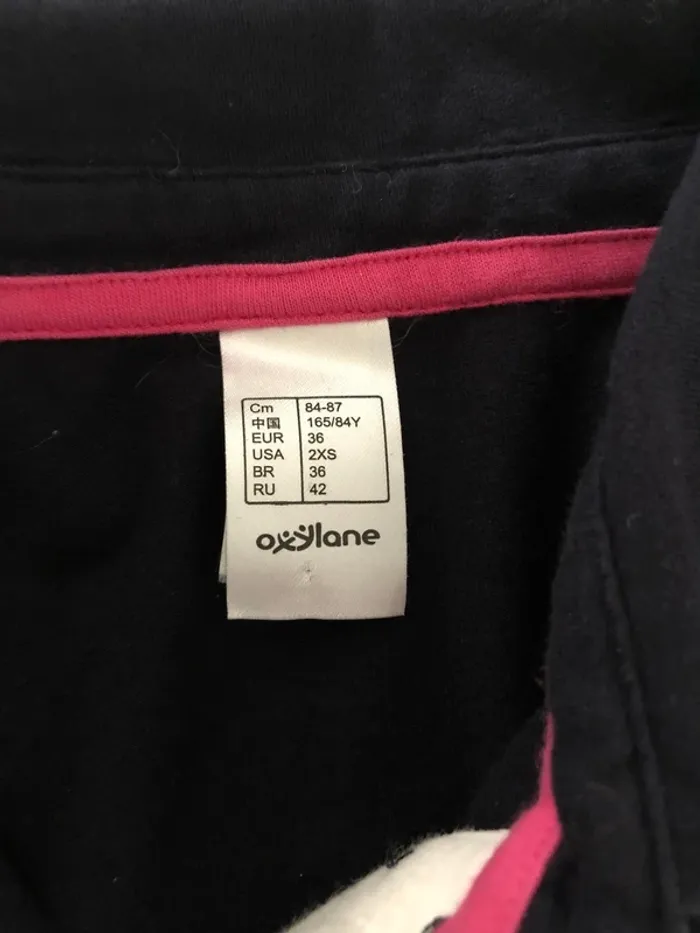 Cm 84-87
中国 165/84Y
EUR 36
USA 2XS
BR 36
RU 42
oxylane